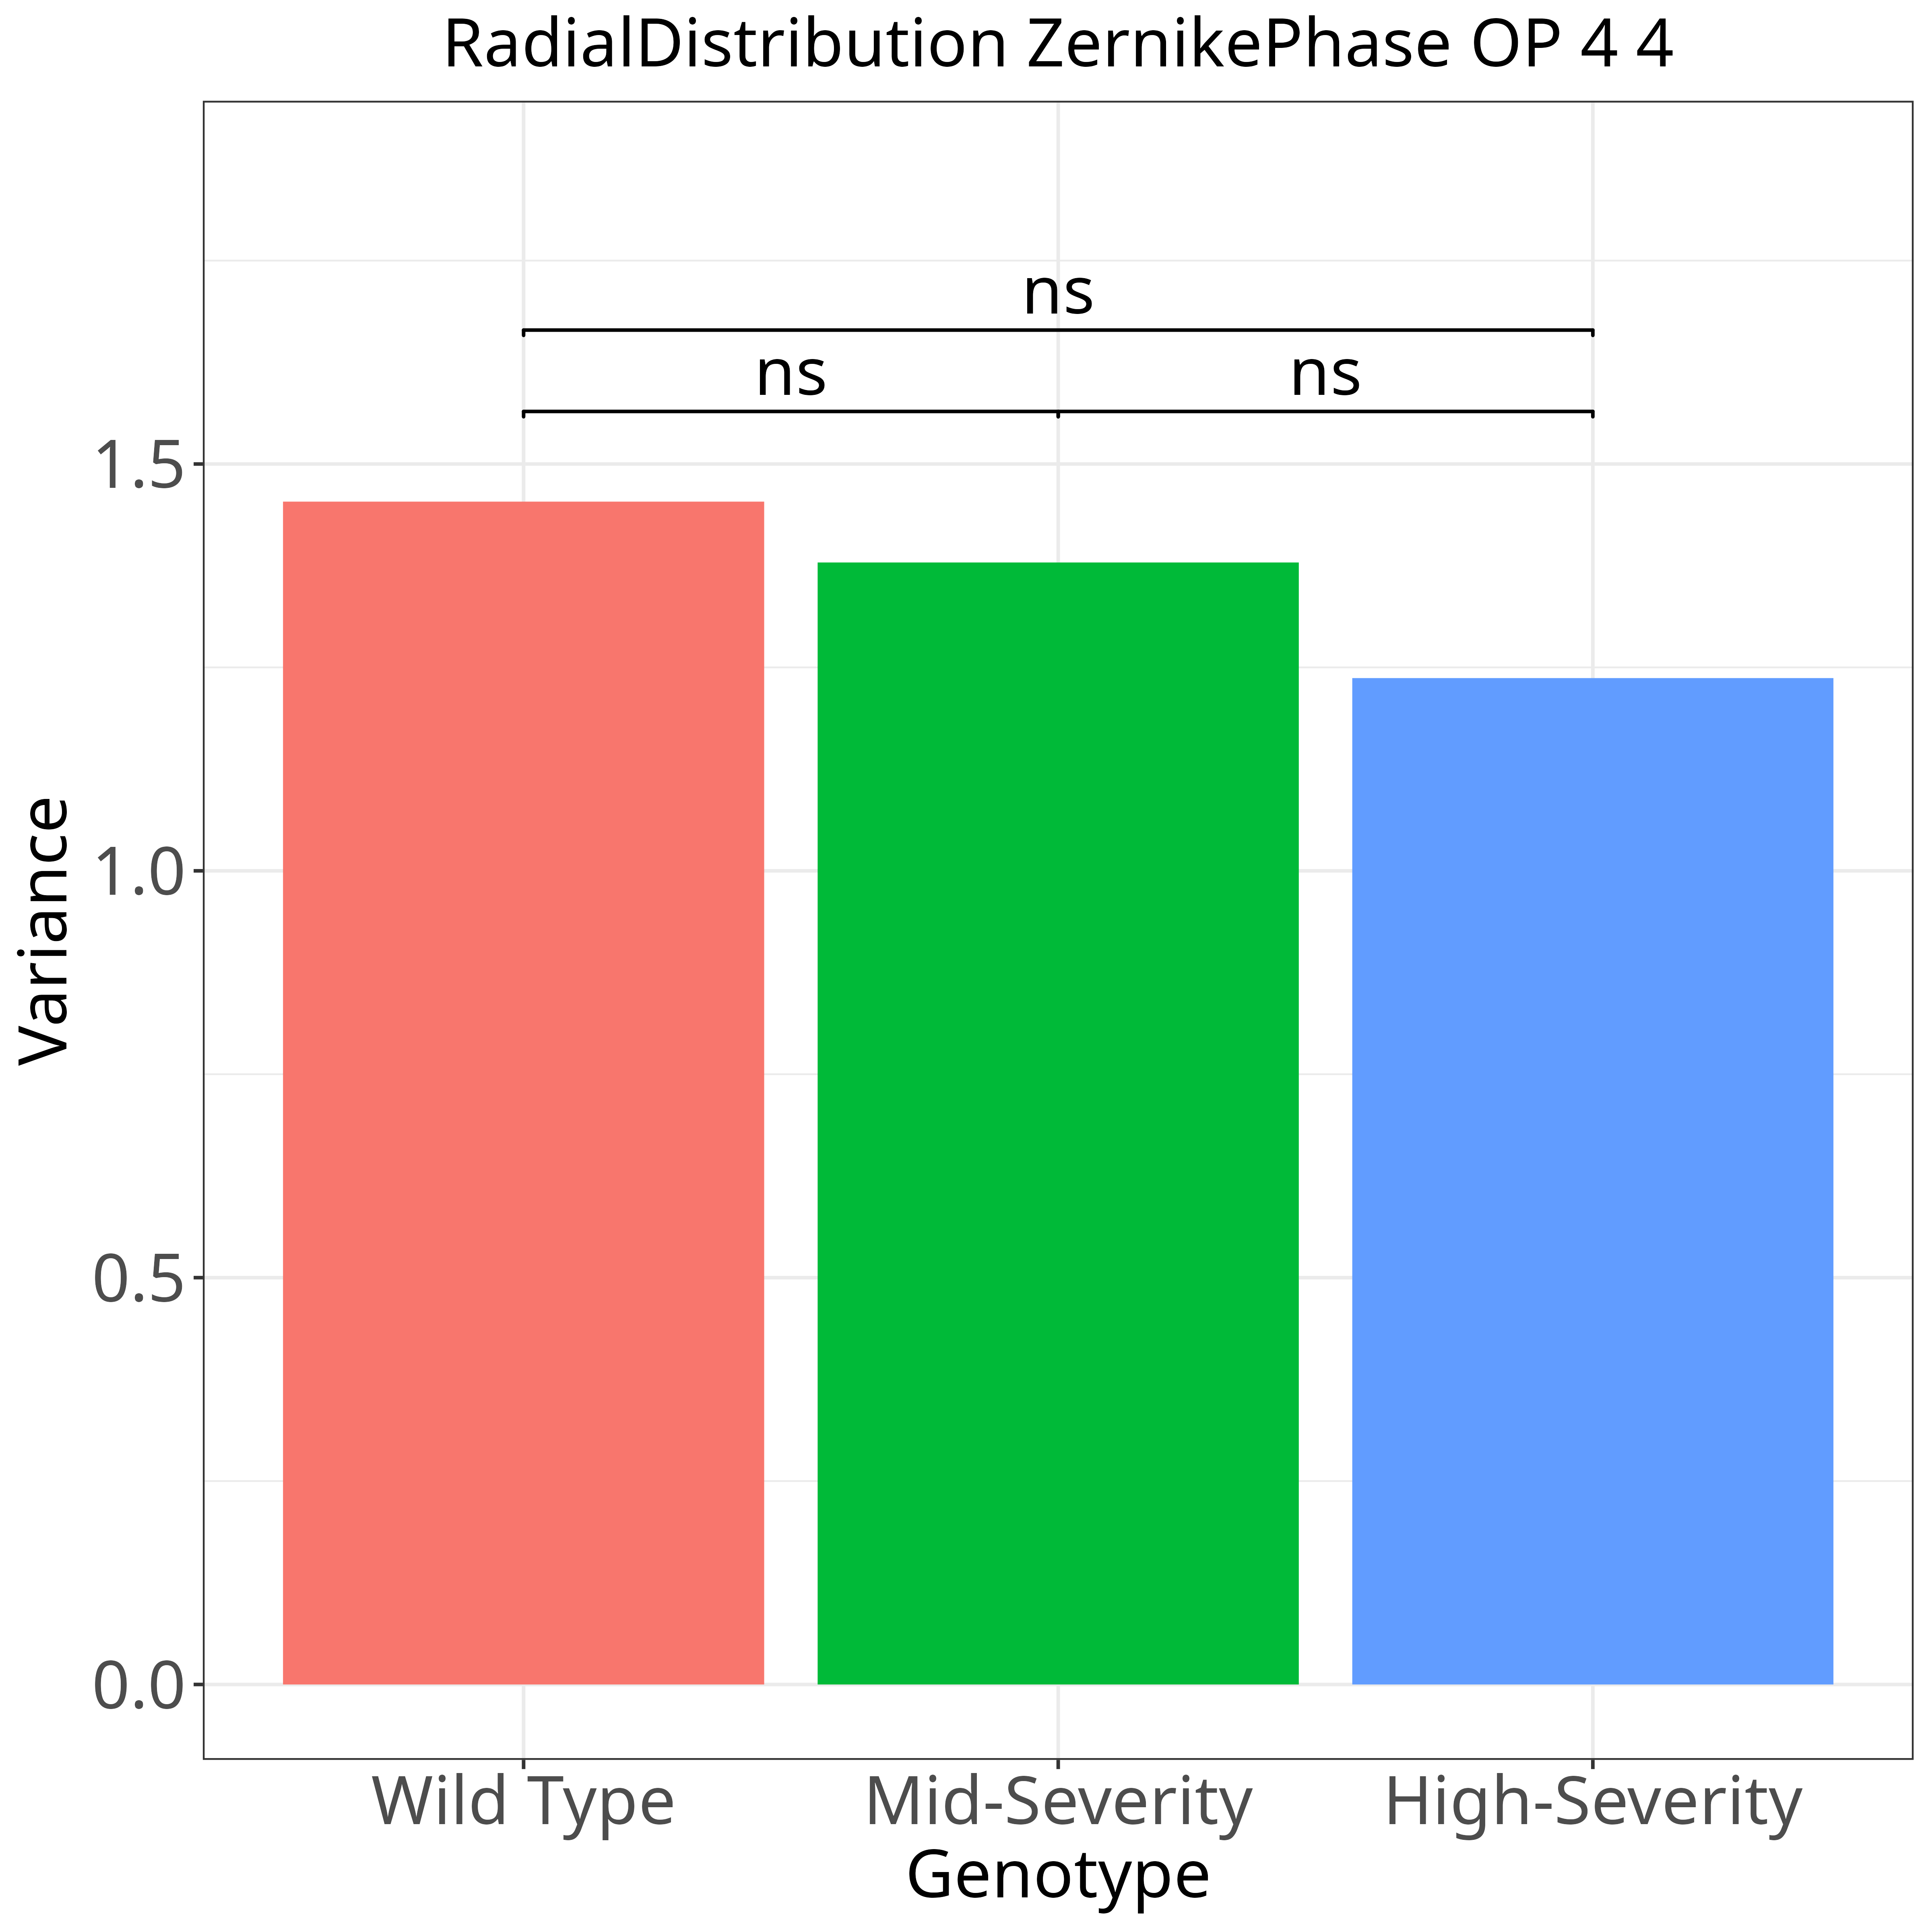 RadialDistribution ZernikePhase OP 4 4
ns
ns ns
1.5
1.0
0.5
0.0
Variance
Wild Type Mid-Severity High-Severity
Genotype